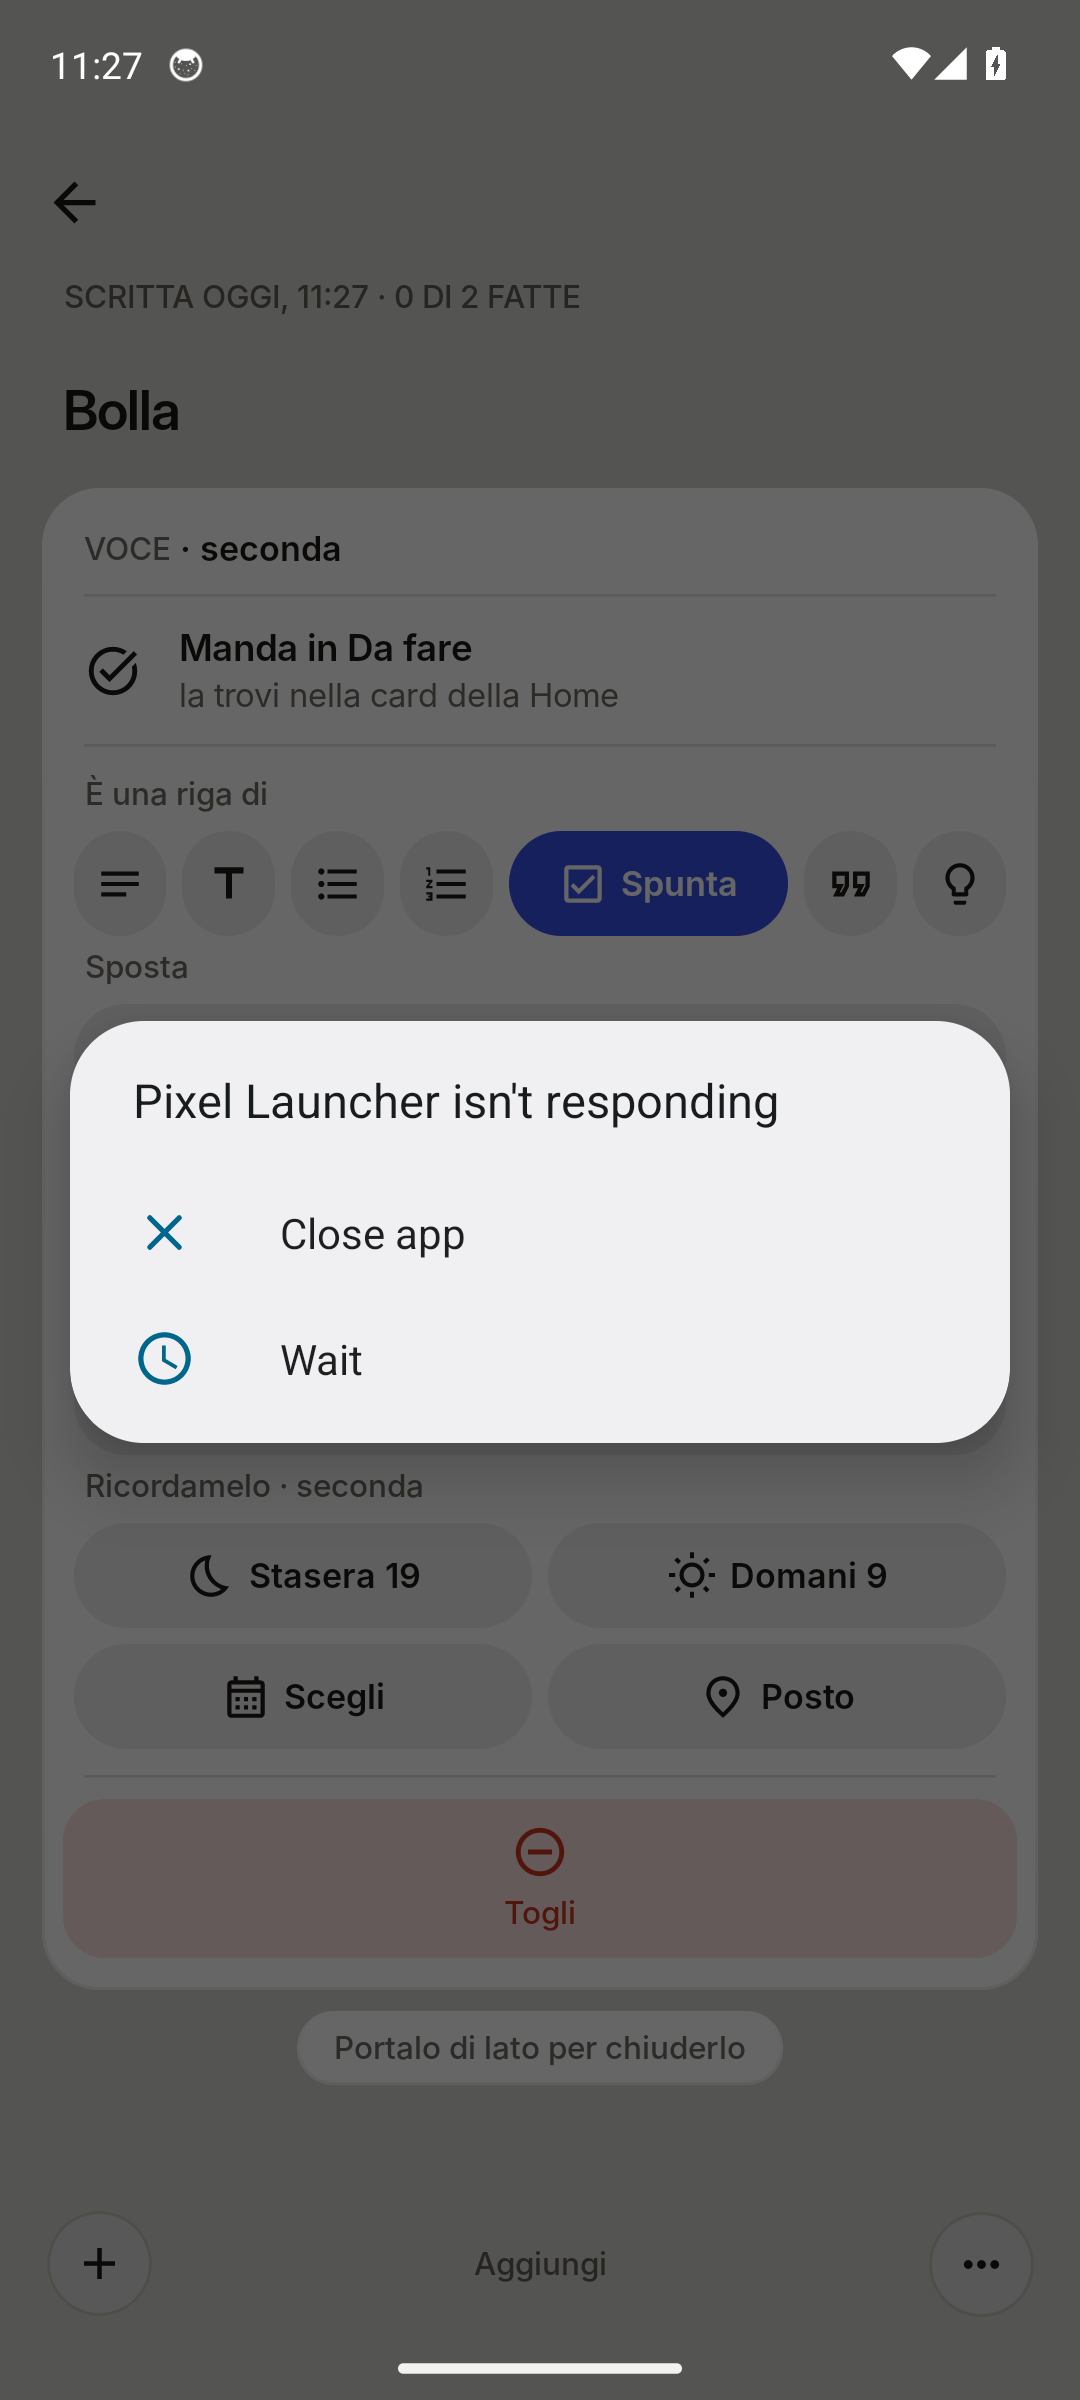 11:27
SCRITTA OGGI, 11:27 · 0 DI 2 FATTE
Bolla
VOCE · seconda
Manda in Da fare
la trovi nella card della Home
È una riga di
Spunta
Sposta
Pixel Launcher isn't responding
Close app
Wait
Ricordamelo · seconda
Stasera 19
Domani 9
Scegli
Posto
Togli
Portalo di lato per chiuderlo
Aggiungi